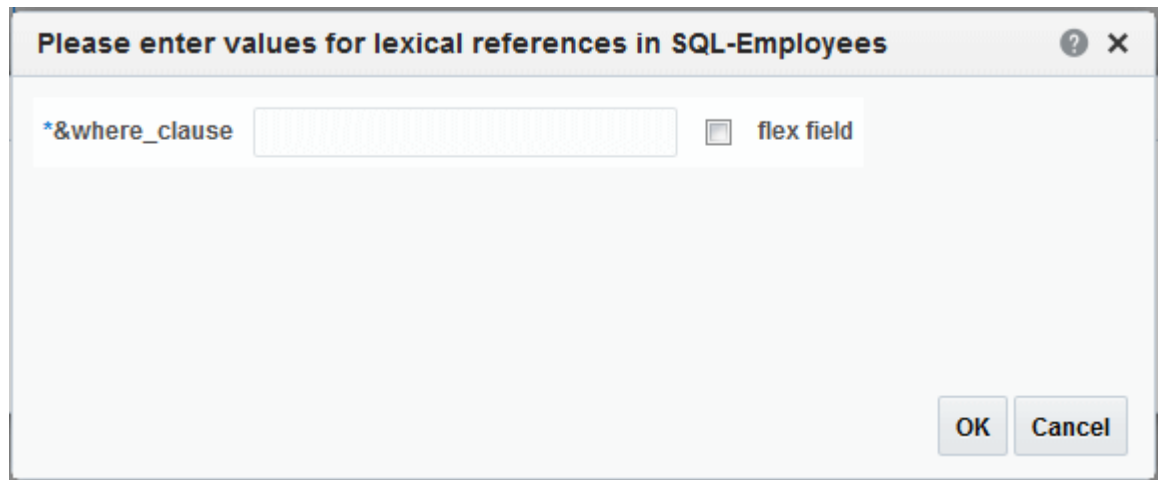 Please enter values for lexical references in SQL-Employees ? ×
*&where_clause flex field
OK Cancel